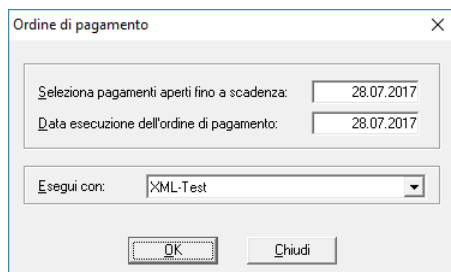 Ordine di pagamento
Seleziona pagamenti aperti fino a scadenza: 28.07.2017
Data esecuzione dell'ordine di pagamento: 28.07.2017
Esegui con: XML-Test
OK Chiudi